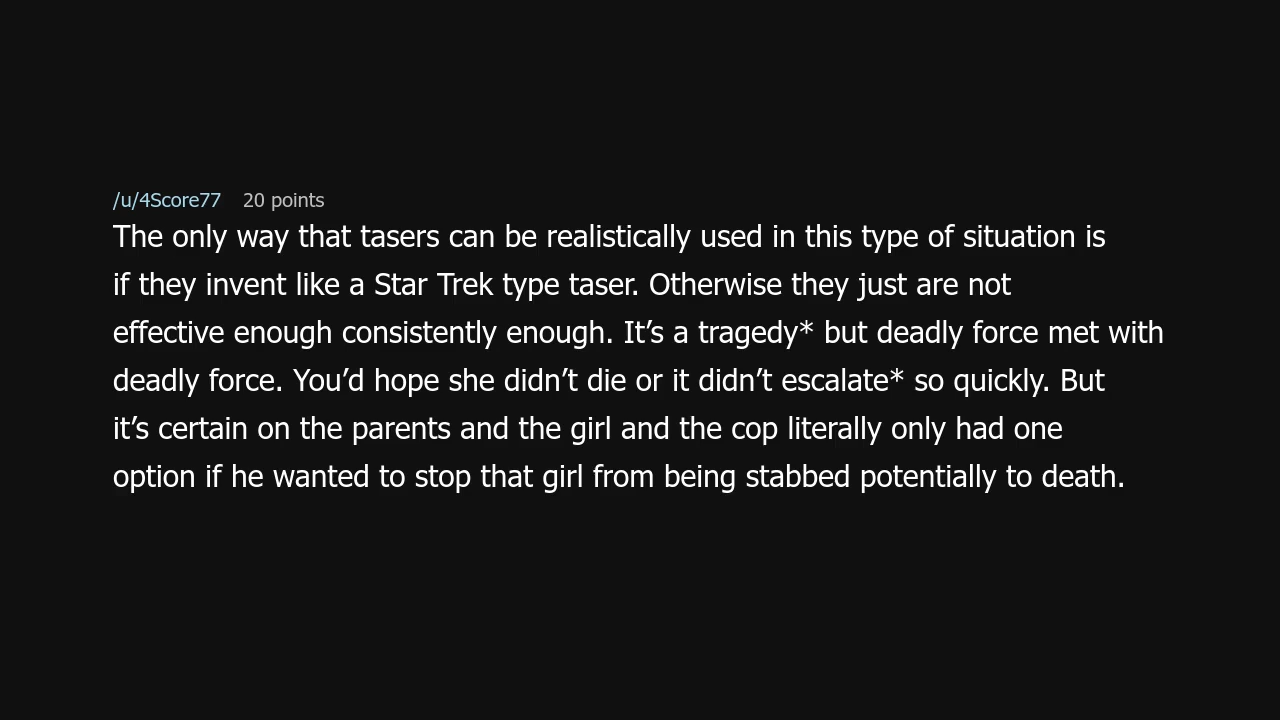 /u/4Score77 20 points
The only way that tasers can be realistically used in this type of situation is
if they invent like a Star Trek type taser. Otherwise they just are not
effective enough consistently enough. It’s a tragedy* but deadly force met with
deadly force. You’d hope she didn’t die or it didn’t escalate* so quickly. But
it’s certain on the parents and the girl and the cop literally only had one
option if he wanted to stop that girl from being stabbed potentially to death.